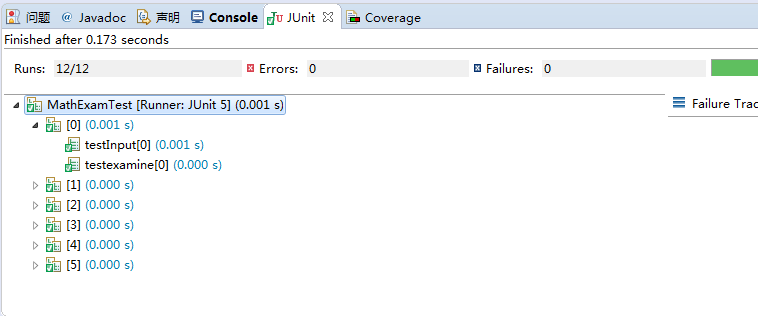 问题 @ Javadoc 声明 Console JUnit Coverage
Finished after 0.173 seconds
Runs: 12/12 Errors: 0 Failures: 0
MathExamTest [Runner: JUnit 5] (0.001 s)
Failure Trac
[0] (0.001 s)
testInput[0] (0.001 s)
testexamine[0] (0.000 s)
[1] (0.000 s)
[2] (0.000 s)
[3] (0.000 s)
[4] (0.000 s)
[5] (0.000 s)